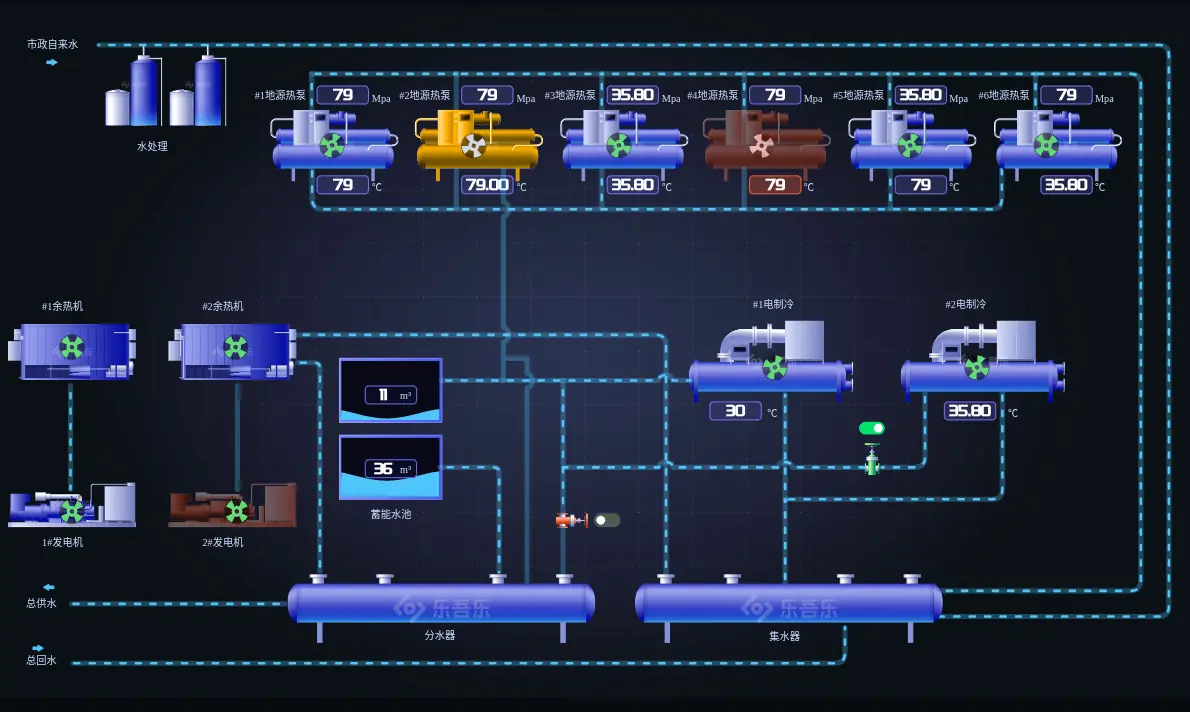 市政自来水
水处理
#1地源热泵 79 Mpa
79 ℃
#2地源热泵 79 Mpa
79.00 ℃
#3地源热泵 35.80 Mpa
35.80 ℃
#4地源热泵 79 Mpa
79 ℃
#5地源热泵 35.80 Mpa
79 ℃
#6地源热泵 79 Mpa
35.80 ℃
#1余热机
#2余热机
#1电制冷
#2电制冷
11 m³
30 ℃
35.80 ℃
36 m³
蓄能水池
1#发电机
2#发电机
总供水
乐吾乐
乐吾乐
分水器
集水器
总回水